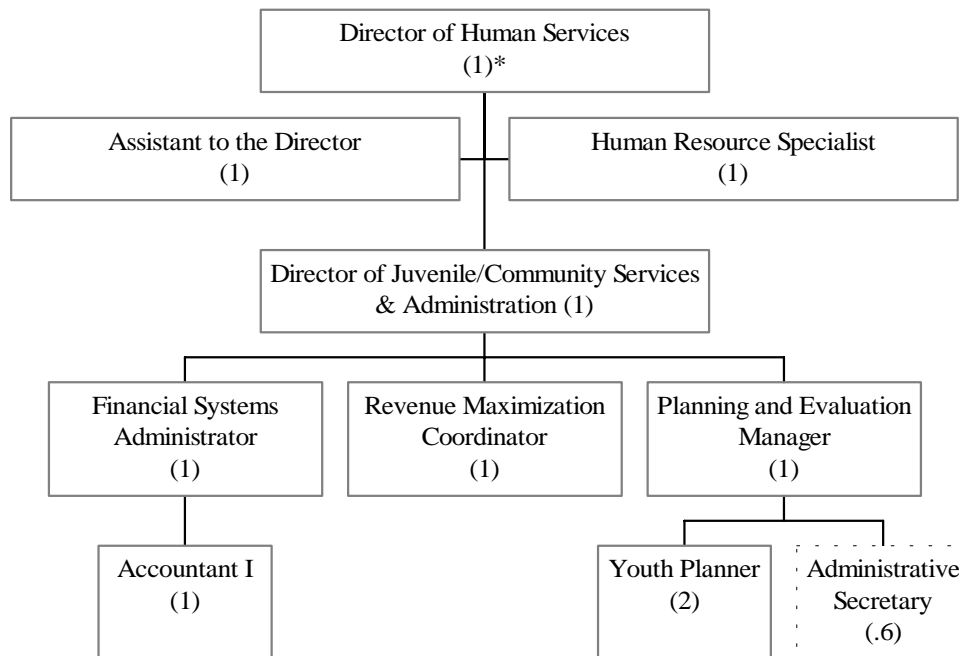 Director of Human Services
(1)*
Assistant to the Director
(1)
Human Resource Specialist
(1)
Director of Juvenile/Community Services
& Administration (1)
Financial Systems
Administrator
(1)
Revenue Maximization
Coordinator
(1)
Planning and Evaluation
Manager
(1)
Accountant I
(1)
Youth Planner
(2)
Administrative
Secretary
(.6)